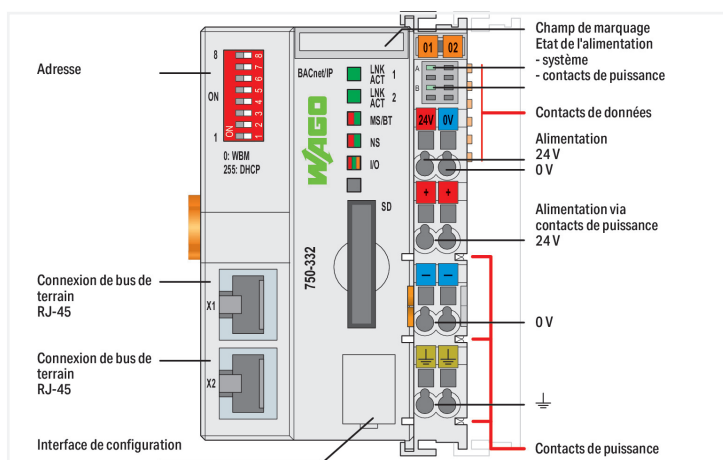 Adresse
Connexion de bus de
terrain
RJ-45
Connexion de bus de
terrain
RJ-45
Interface de configuration
8
ON
1
8
7
6
5
4
3
2
1
ON
0: WBM
255: DHCP
X1
X2
BACnet/IP
LNK
ACT 1
LNK
ACT 2
MS/BT
NS
I/O
WAGO
750-332
SD
01 02
A
B
24V 0V
+ +
− −
Champ de marquage
Etat de l'alimentation
- système
- contacts de puissance
Contacts de données
Alimentation
24 V
0 V
Alimentation via
contacts de puissance
24 V
0 V
Contacts de puissance